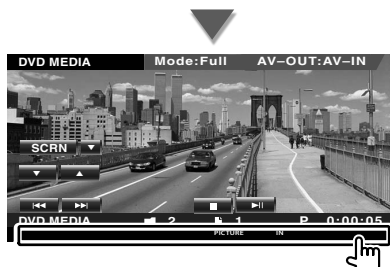 DVD MEDIA Mode:Full AV–OUT:AV–IN
SCRN
DVD MEDIA 2 1 P 0:00:05
PICTURE IN